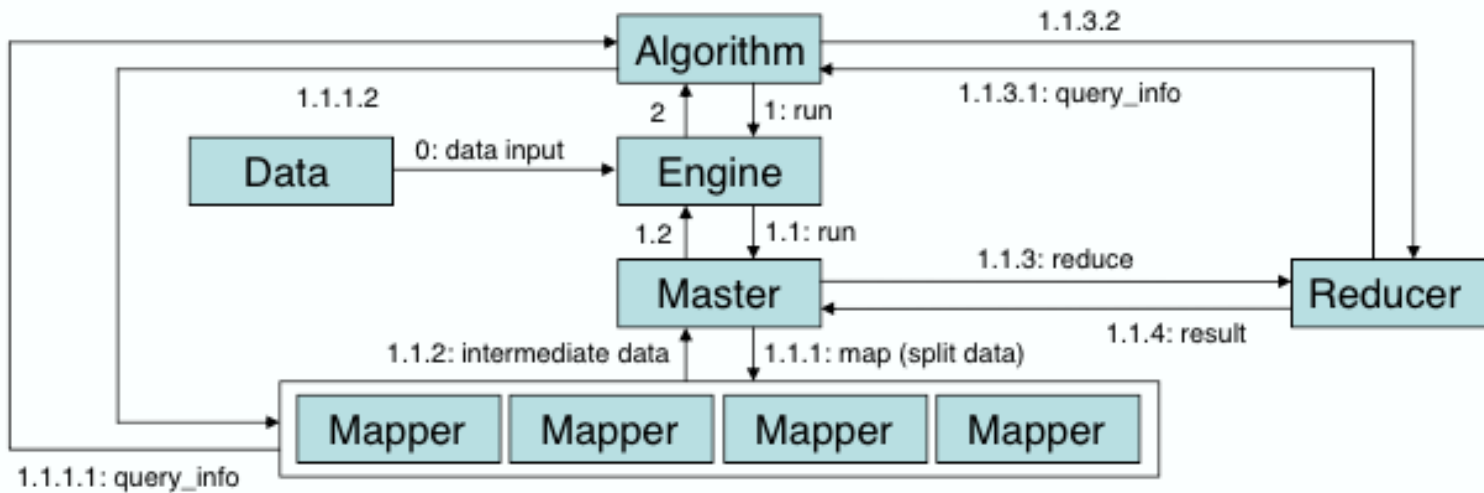 1.1.3.2
Algorithm
1.1.1.2
1.1.3.1: query_info
2
1: run
Data
0: data input
Engine
1.2
1.1: run
1.1.3: reduce
Master
Reducer
1.1.4: result
1.1.2: intermediate data
1.1.1: map (split data)
Mapper
Mapper
Mapper
Mapper
1.1.1.1: query_info